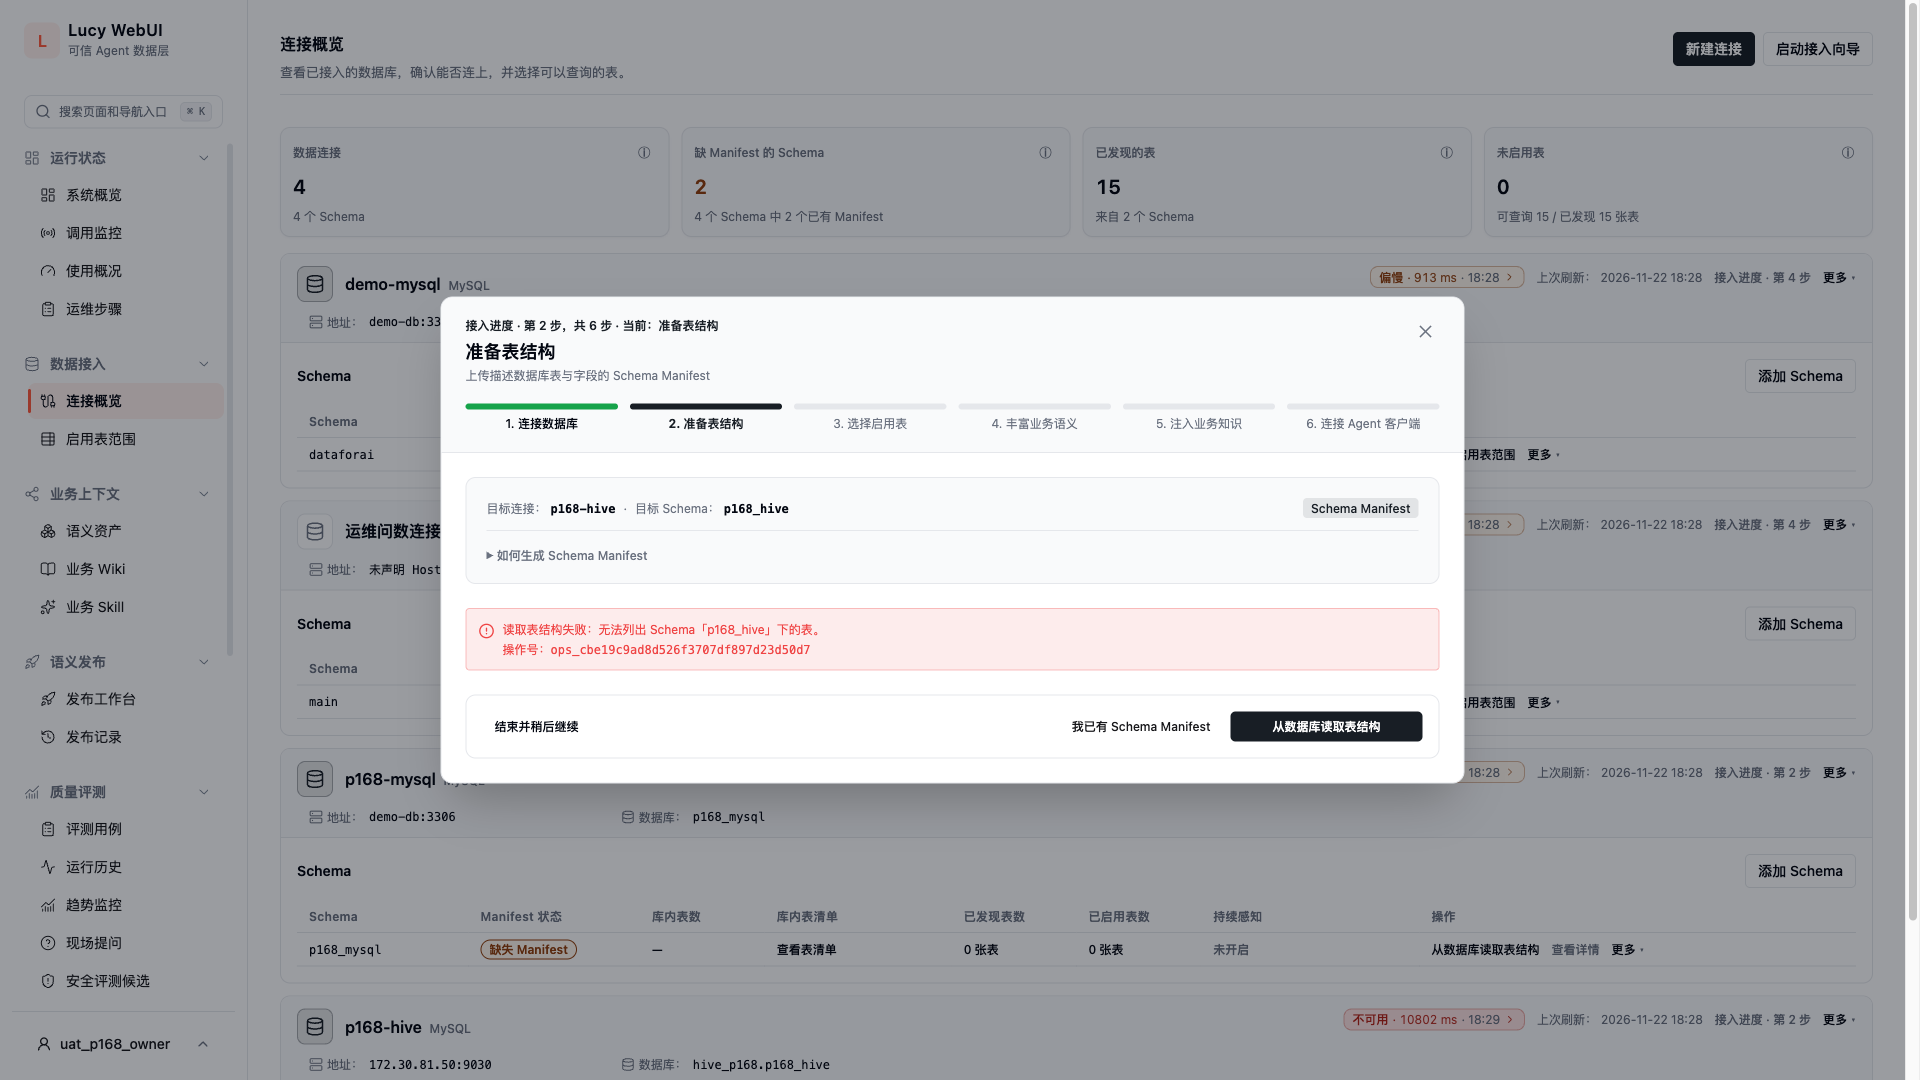 L
Lucy WebUI
可信 Agent 数据层
搜索页面和导航入口 ⌘ K
运行状态
系统概览
调用监控
使用概况
运维步骤
数据接入
连接概览
启用表范围
业务上下文
语义资产
业务 Wiki
业务 Skill
语义发布
发布工作台
发布记录
质量评测
评测用例
运行历史
趋势监控
现场提问
安全评测候选
uat_p168_owner
连接概览
查看已接入的数据库，确认能否连上，并选择可以查询的表。
新建连接 启动接入向导
数据连接
4
4 个 Schema
缺 Manifest 的 Schema
2
4 个 Schema 中 2 个已有 Manifest
已发现的表
15
来自 2 个 Schema
未启用表
0
可查询 15 / 已发现 15 张表
demo-mysql MySQL
偏慢 · 913 ms · 18:28 上次刷新： 2026-11-22 18:28 接入进度 · 第 4 步 更多
地址： demo-db:33
Schema
添加 Schema
Schema
dataforai
启用表范围 更多
运维问数连接
18:28 上次刷新： 2026-11-22 18:28 接入进度 · 第 4 步 更多
地址： 未声明 Host
Schema
添加 Schema
Schema
main
启用表范围 更多
接入进度 · 第 2 步，共 6 步 · 当前：准备表结构
准备表结构
上传描述数据库表与字段的 Schema Manifest
1. 连接数据库
2. 准备表结构
3. 选择启用表
4. 丰富业务语义
5. 注入业务知识
6. 连接 Agent 客户端
目标连接： p168-hive · 目标 Schema： p168_hive
Schema Manifest
如何生成 Schema Manifest
读取表结构失败：无法列出 Schema「p168_hive」下的表。
操作号：ops_cbe19c9ad8d526f3707df897d23d50d7
结束并稍后继续
我已有 Schema Manifest
从数据库读取表结构
p168-mysql MySQL
18:28 上次刷新： 2026-11-22 18:28 接入进度 · 第 2 步 更多
地址： demo-db:3306 数据库： p168_mysql
Schema
添加 Schema
Schema Manifest 状态 库内表数 库内表清单 已发现表数 已启用表数 持续感知 操作
p168_mysql 缺失 Manifest — 查看表清单 0 张表 0 张表 未开启 从数据库读取表结构 查看详情 更多
p168-hive MySQL
不可用 · 10802 ms · 18:29 上次刷新： 2026-11-22 18:28 接入进度 · 第 2 步 更多
地址： 172.30.81.50:9030 数据库： hive_p168.p168_hive